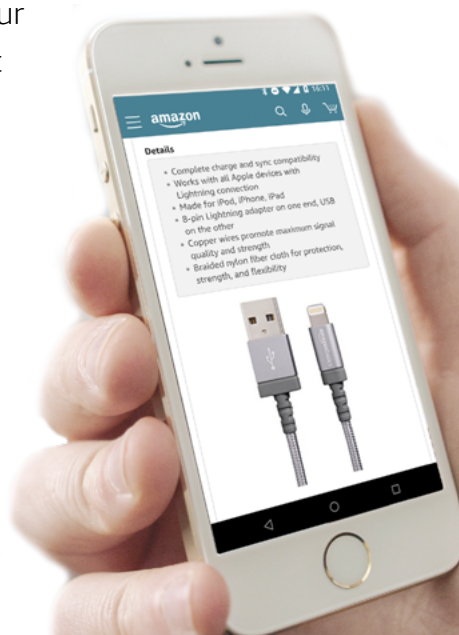 ur
t
16:11
amazon
Details
• Complete charge and sync compatibility
• Works with all Apple devices with
Lightning connection
• Made for iPod, iPhone, iPad
• 8-pin Lightning adapter on one end, USB
on the other
• Copper wires promote maximum signal
quality and strength
• Braided nylon fiber cloth for protection,
strength, and flexibility